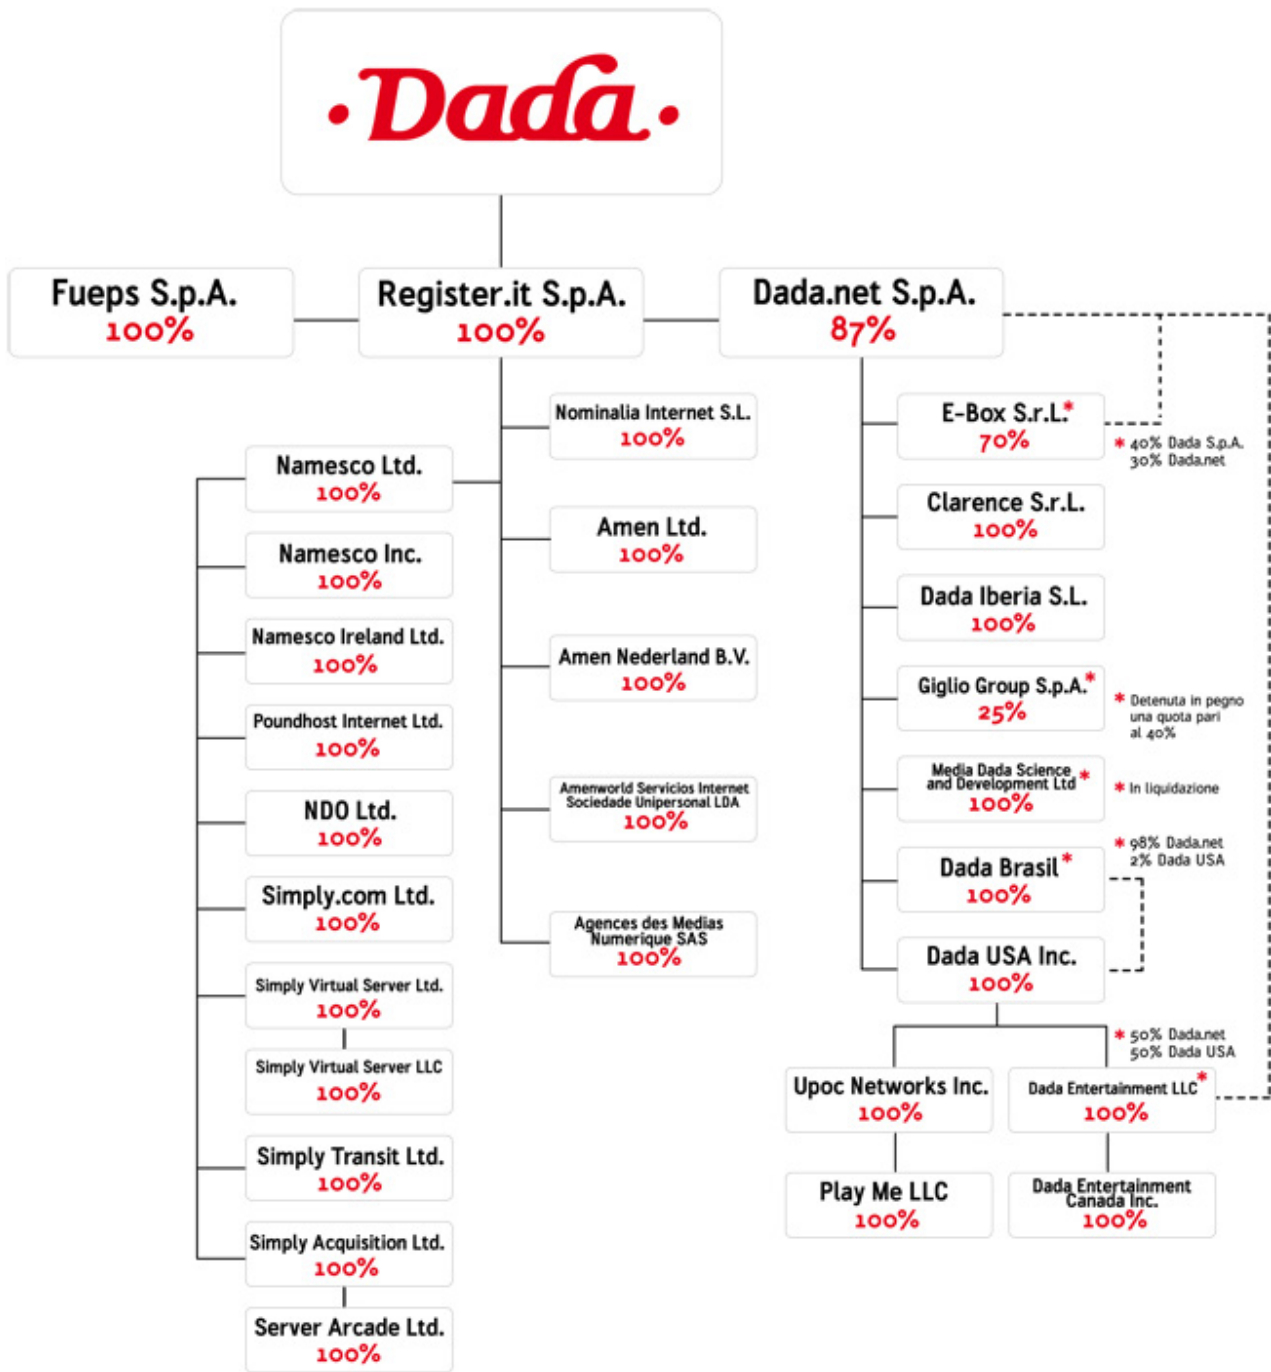 Dada
Fueps S.p.A.
100%
Register.it S.p.A.
100%
Dada.net S.p.A.
87%
Nominalia Internet S.L.
100%
Namesco Ltd.
100%
Namesco Inc.
100%
Namesco Ireland Ltd.
100%
Poundhost Internet Ltd.
100%
NDO Ltd.
100%
Simply.com Ltd.
100%
Simply Virtual Server Ltd.
100%
Simply Virtual Server LLC
100%
Simply Transit Ltd.
100%
Simply Acquisition Ltd.
100%
Server Arcade Ltd.
100%
Amen Ltd.
100%
Amen Nederland B.V.
100%
Amenworld Servicios Internet
Sociedade Unipersonal LDA
100%
Agences des Medias
Numerique SAS
100%
E-Box S.r.L.*
70%
* 40% Dada S.p.A.
30% Dada.net
Clarence S.r.L.
100%
Dada Iberia S.L.
100%
Giglio Group S.p.A.*
25%
* Detenuta in pegno
una quota pari
al 40%
Media Dada Science
and Development Ltd *
100%
* In liquidazione
* 98% Dada.net
2% Dada USA
Dada Brasil *
100%
Dada USA Inc.
100%
* 50% Dada.net
50% Dada USA
Upoc Networks Inc.
100%
Dada Entertainment LLC *
100%
Play Me LLC
100%
Dada Entertainment
Canada Inc.
100%